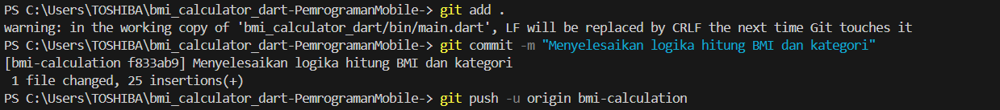 PS C:\Users\TOSHIBA\bmi_calculator_dart-PemrogramanMobile-> git add .
warning: in the working copy of 'bmi_calculator_dart/bin/main.dart', LF will be replaced by CRLF the next time Git touches it
PS C:\Users\TOSHIBA\bmi_calculator_dart-PemrogramanMobile-> git commit -m "Menyelesaikan logika hitung BMI dan kategori"
[bmi-calculation f833ab9] Menyelesaikan logika hitung BMI dan kategori
 1 file changed, 25 insertions(+)
PS C:\Users\TOSHIBA\bmi_calculator_dart-PemrogramanMobile-> git push -u origin bmi-calculation